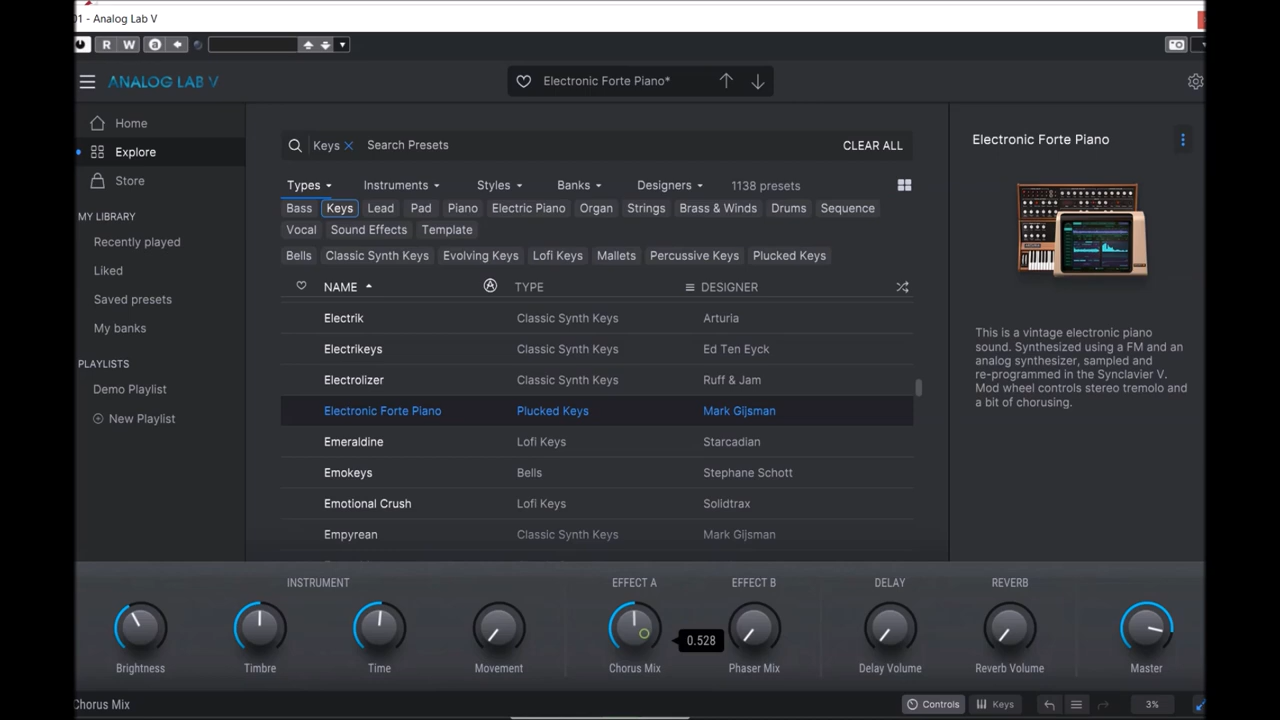 01 - Analog Lab V
R W
ANALOG LAB V
Electronic Forte Piano*
Home
Explore
Store
MY LIBRARY
Recently played
Liked
Saved presets
My banks
PLAYLISTS
Demo Playlist
New Playlist
Keys Search Presets CLEAR ALL
Types Instruments Styles Banks Designers 1138 presets
Bass Keys Lead Pad Piano Electric Piano Organ Strings Brass & Winds Drums Sequence
Vocal Sound Effects Template
Bells Classic Synth Keys Evolving Keys Lofi Keys Mallets Percussive Keys Plucked Keys
NAME TYPE DESIGNER
Electrik Classic Synth Keys Arturia
Electrikeys Classic Synth Keys Ed Ten Eyck
Electrolizer Classic Synth Keys Ruff & Jam
Electronic Forte Piano Plucked Keys Mark Gijsman
Emeraldine Lofi Keys Starcadian
Emokeys Bells Stephane Schott
Emotional Crush Lofi Keys Solidtrax
Empyrean Classic Synth Keys Mark Gijsman
Electronic Forte Piano
This is a vintage electronic piano
sound. Synthesized using a FM and an
analog synthesizer, sampled and
re-programmed in the Synclavier V.
Mod wheel controls stereo tremolo and
a bit of chorusing.
INSTRUMENT EFFECT A EFFECT B DELAY REVERB
0.528
Brightness Timbre Time Movement Chorus Mix Phaser Mix Delay Volume Reverb Volume Master
Chorus Mix Controls Keys 3%